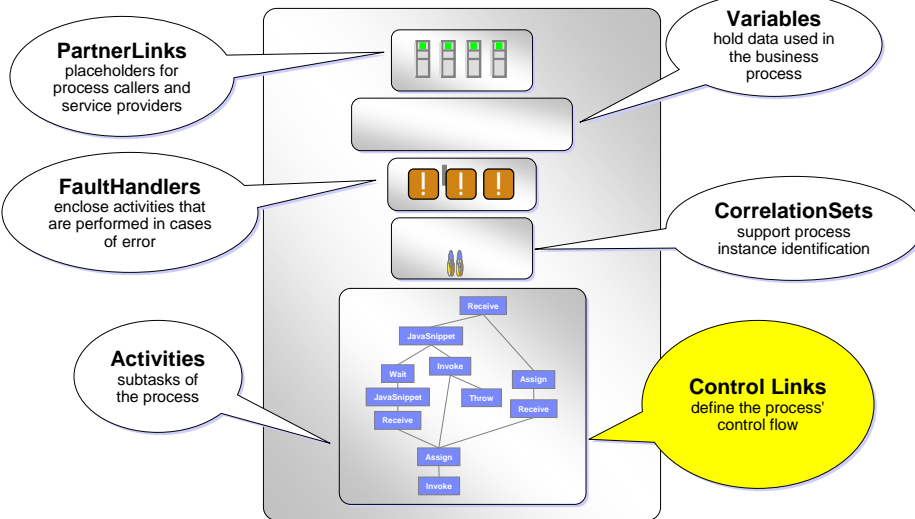 PartnerLinks
placeholders for
process callers and
service providers
Variables
hold data used in
the business
process
FaultHandlers
enclose activities that
are performed in cases
of error
! ! !
CorrelationSets
support process
instance identification
Activities
subtasks of
the process
Receive
JavaSnippet
Wait
Invoke
Assign
JavaSnippet
Throw
Receive
Receive
Assign
Invoke
Control Links
define the process'
control flow